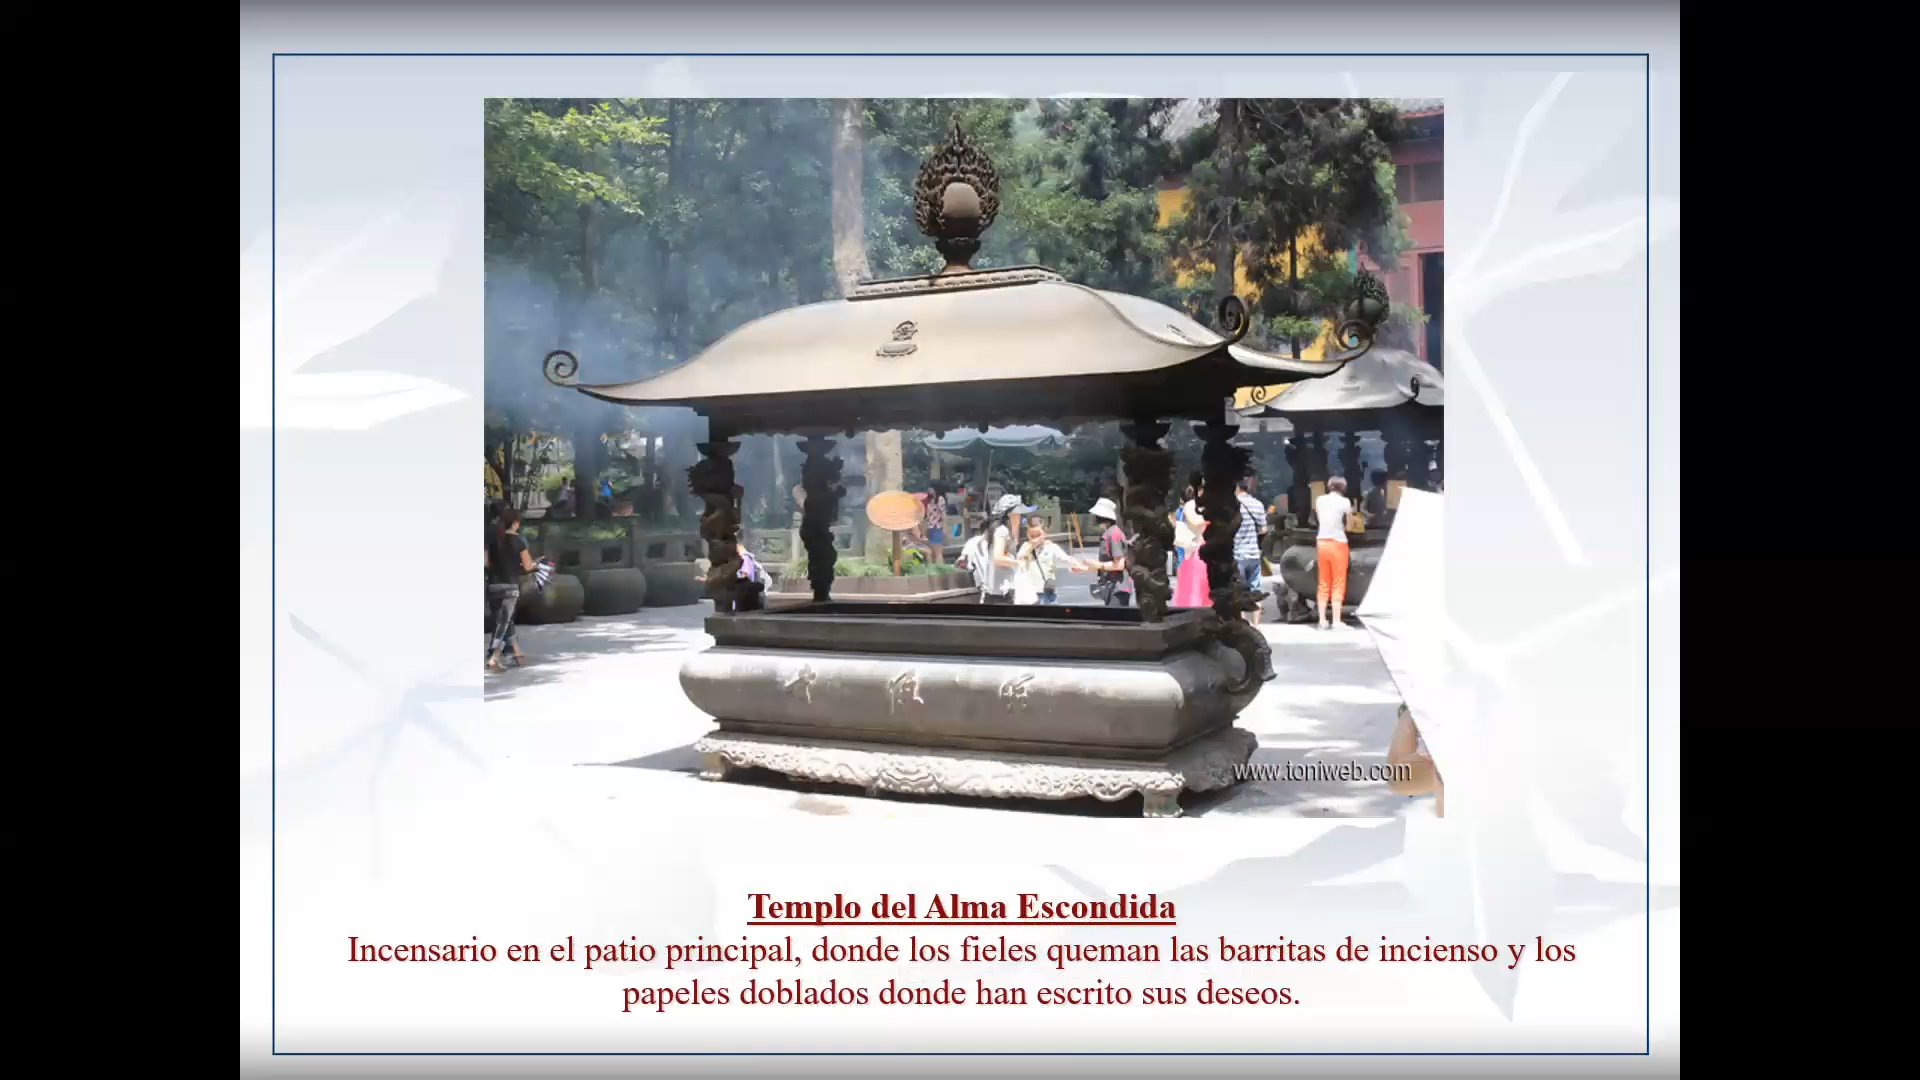 www.toniweb.com
Templo del Alma Escondida
Incensario en el patio principal, donde los fieles queman las barritas de incienso y los
papeles doblados donde han escrito sus deseos.